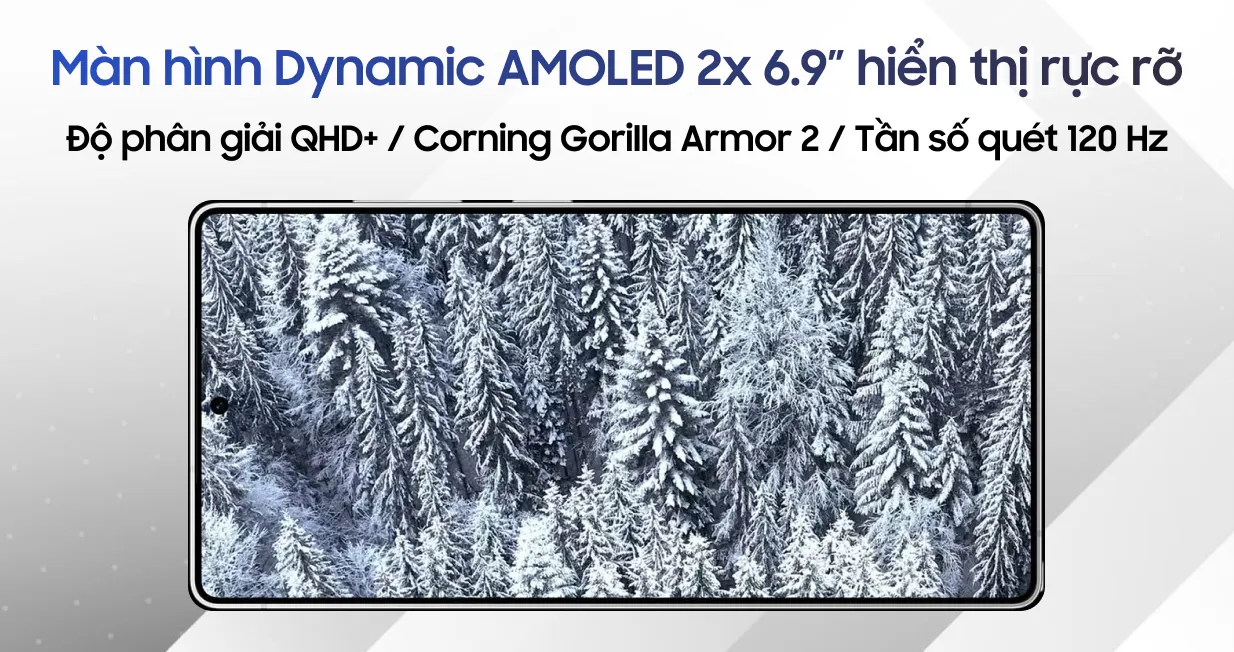 Màn hình Dynamic AMOLED 2x 6.9” hiển thị rực rỡ
Độ phân giải QHD+ / Corning Gorilla Armor 2 / Tần số quét 120 Hz